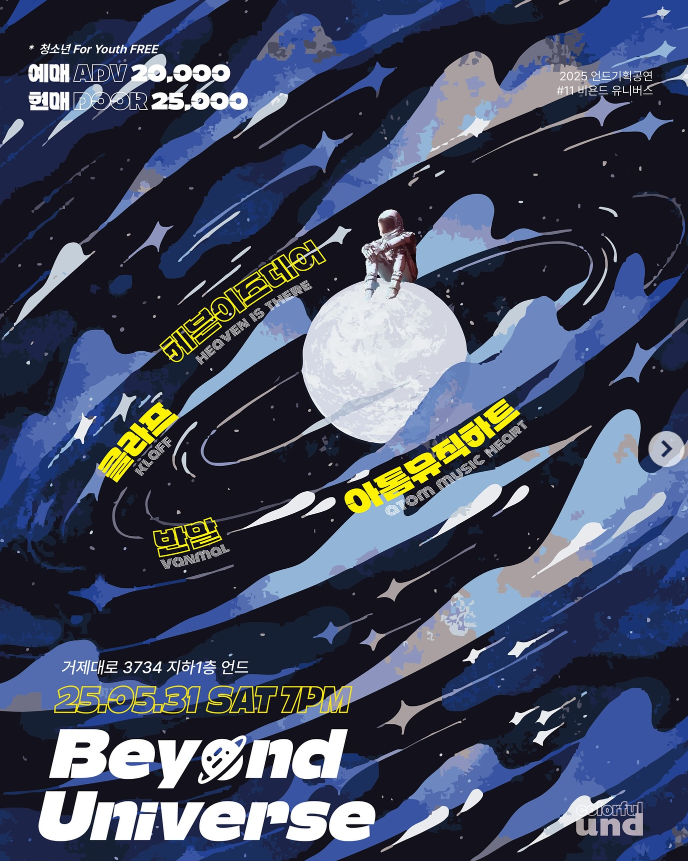 * 청소년 For Youth FREE
예매 ADV 20,000
현매 DOOR 25,000
2025 언드기획공연
#11 비욘드 유니버스
헤븐이즈데어
HEAVEN IS THERE
클라프
KLAFF
아톰뮤직하트
ATOM MUSIC HEART
반말
VANMAL
거제대로 3734 지하1층 언드
25.05.31 SAT 7PM
Beyond
Universe
colorful
und